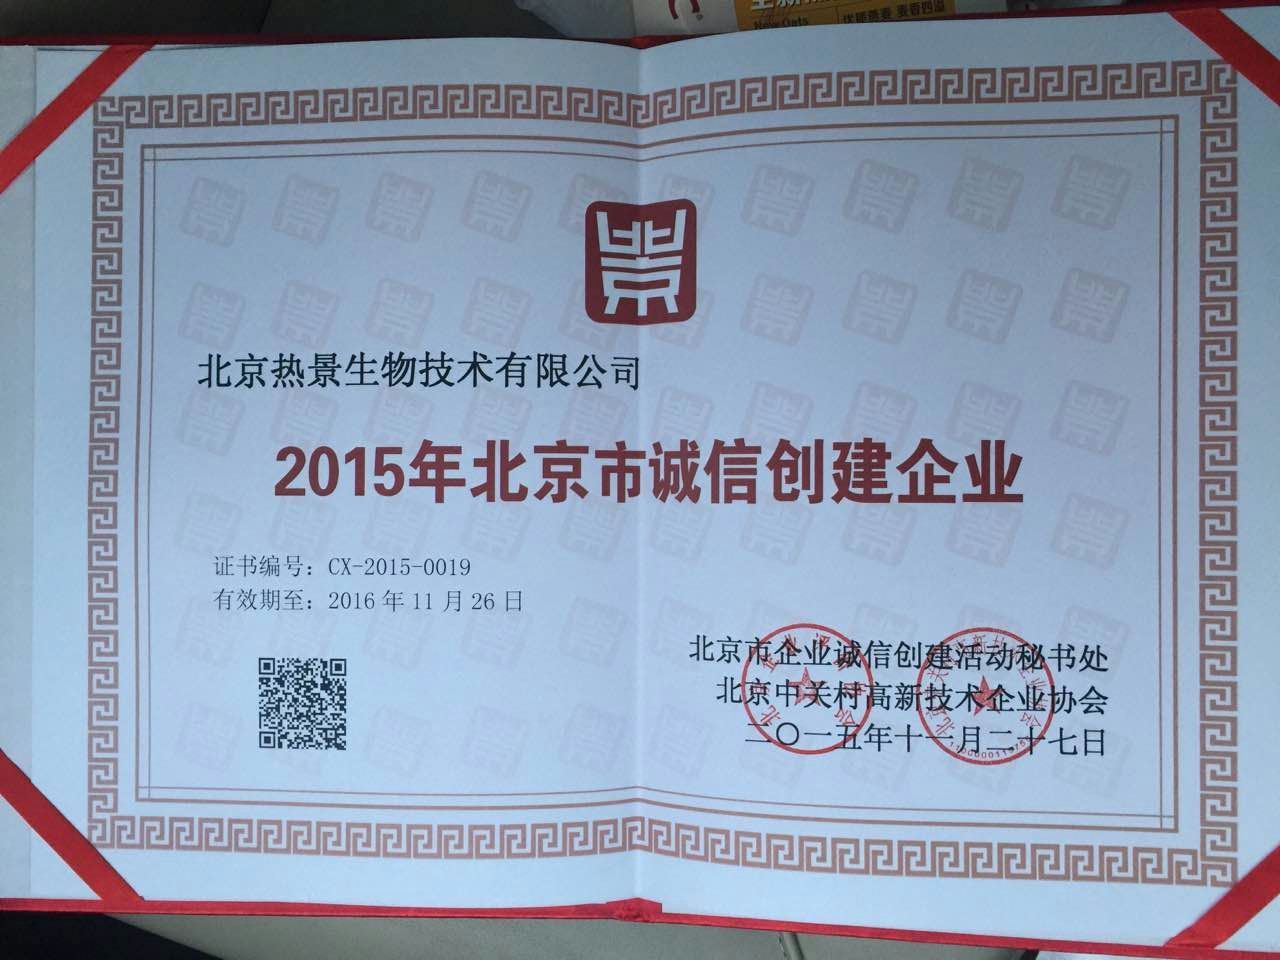 New Oats
北京热景生物技术有限公司
2015年北京市诚信创建企业
证书编号：CX-2015-0019
有效期至：2016年11月26日
北京市企业诚信创建活动秘书处
北京中关村高新技术企业协会
二〇一五年十一月二十七日